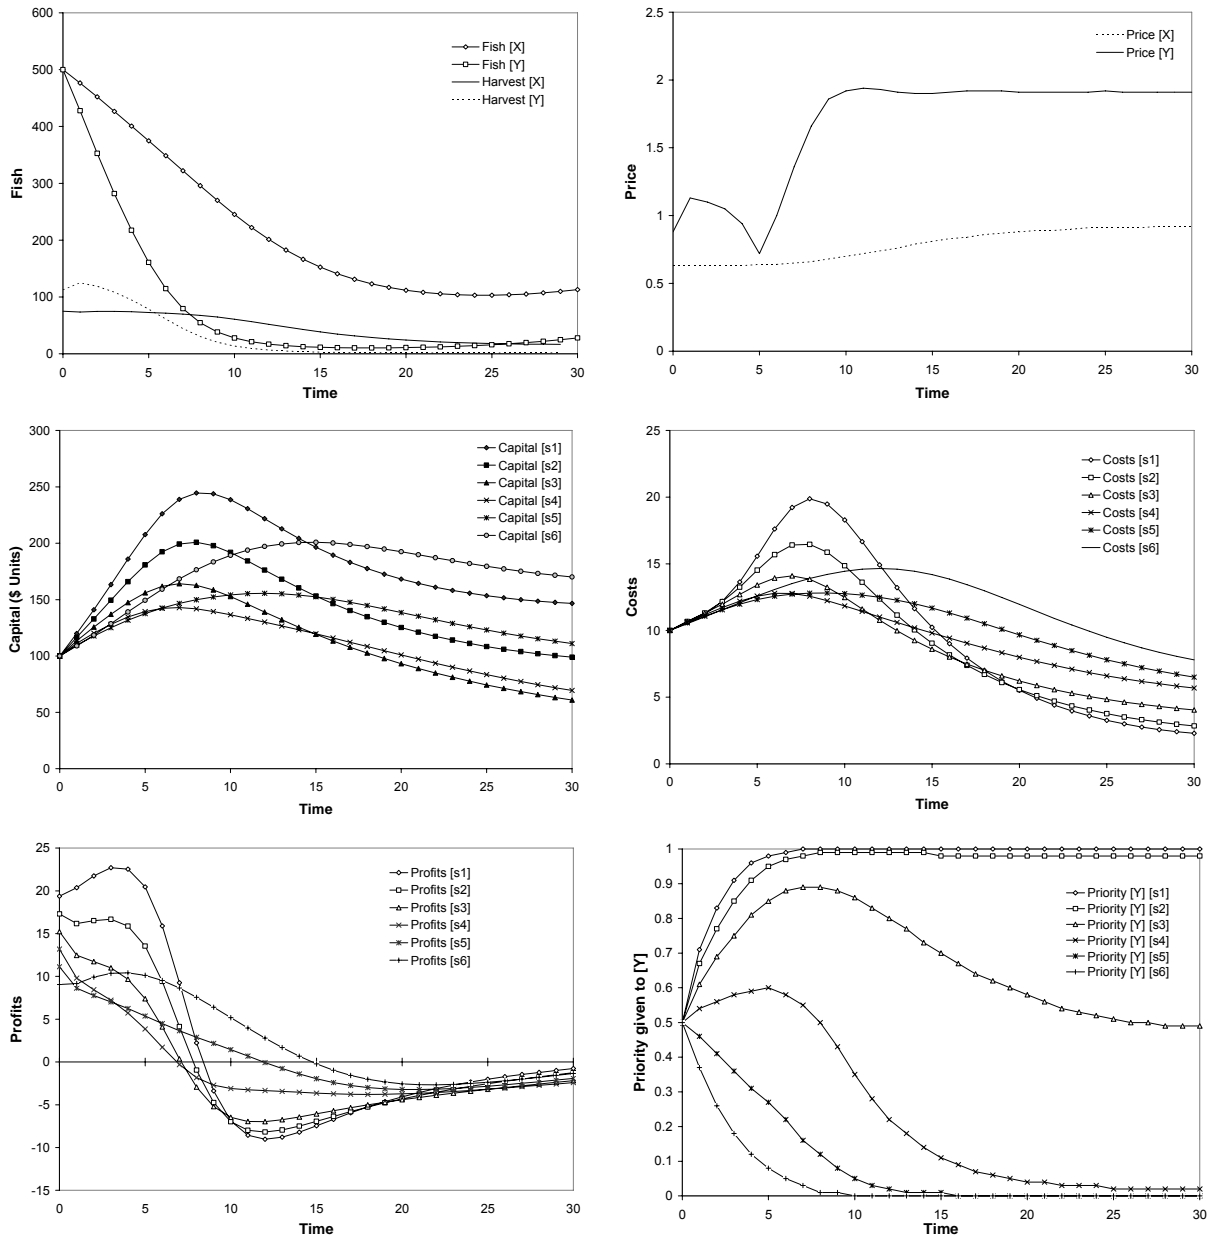 600
500
400
300
200
100
0
Fish
0 5 10 15 20 25 30
Time
Fish [X]
Fish [Y]
Harvest [X]
Harvest [Y]
2.5
2
1.5
1
0.5
0
Price
0 5 10 15 20 25 30
Time
Price [X]
Price [Y]
300
250
200
150
100
50
0
Capital ($ Units)
0 5 10 15 20 25 30
Time
Capital [s1]
Capital [s2]
Capital [s3]
Capital [s4]
Capital [s5]
Capital [s6]
25
20
15
10
5
0
Costs
0 5 10 15 20 25 30
Time
Costs [s1]
Costs [s2]
Costs [s3]
Costs [s4]
Costs [s5]
Costs [s6]
25
20
15
10
5
0
-5
-10
-15
Profits
0 5 10 15 20 25 30
Time
Profits [s1]
Profits [s2]
Profits [s3]
Profits [s4]
Profits [s5]
Profits [s6]
1
0.9
0.8
0.7
0.6
0.5
0.4
0.3
0.2
0.1
0
Priority given to [Y]
0 5 10 15 20 25 30
Time
Priority [Y] [s1]
Priority [Y] [s2]
Priority [Y] [s3]
Priority [Y] [s4]
Priority [Y] [s5]
Priority [Y] [s6]